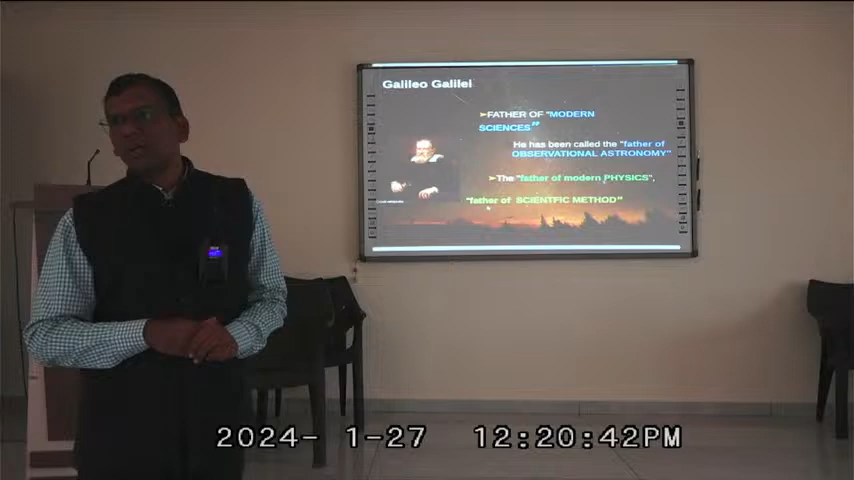 Galileo Galilei
➢FATHER OF "MODERN
SCIENCES”
He has been called the "father of
OBSERVATIONAL ASTRONOMY"
➢The "father of modern PHYSICS",
"father of SCIENTFIC METHOD"
2024- 1-27 12:20:42PM